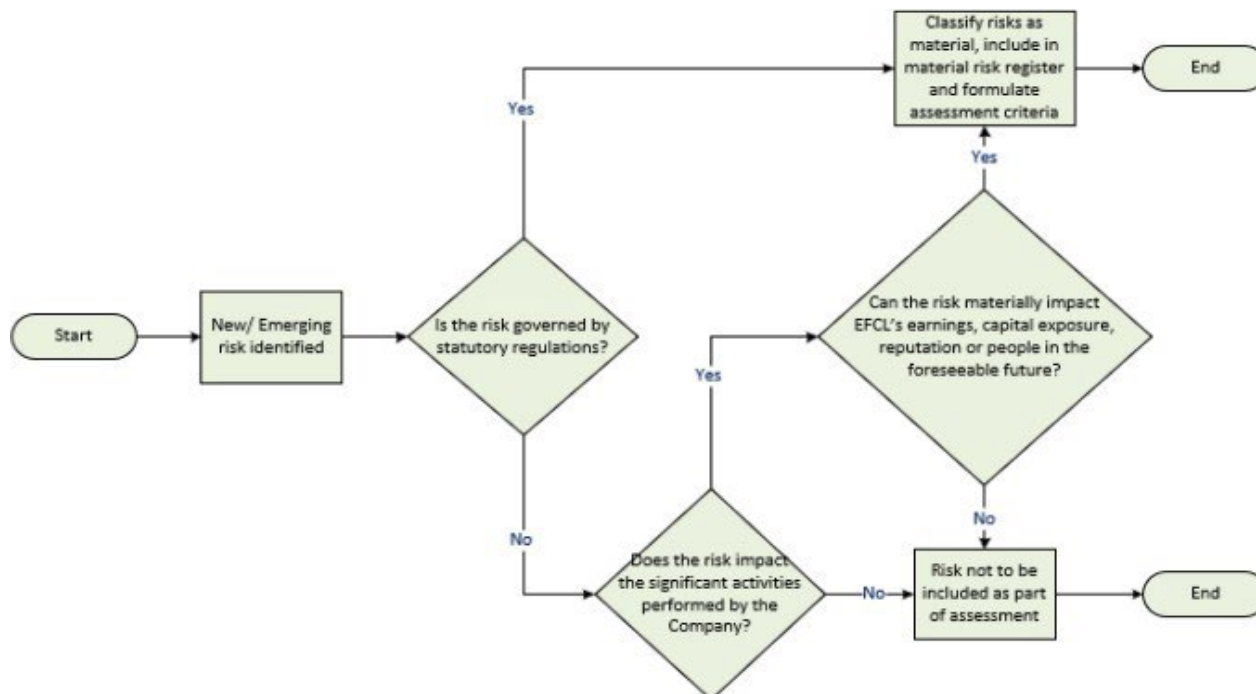 Classify risks as
material, include in
material risk register
and formulate
assessment criteria
End
Yes
Yes
Start
New/ Emerging
risk identified
Is the risk governed by
statutory regulations?
Can the risk materially impact
EFCL's earnings, capital exposure,
reputation or people in the
foreseeable future?
Yes
No
No
Does the risk impact
the significant activities
performed by the
Company?
No
Risk not to be
included as part
of assessment
End